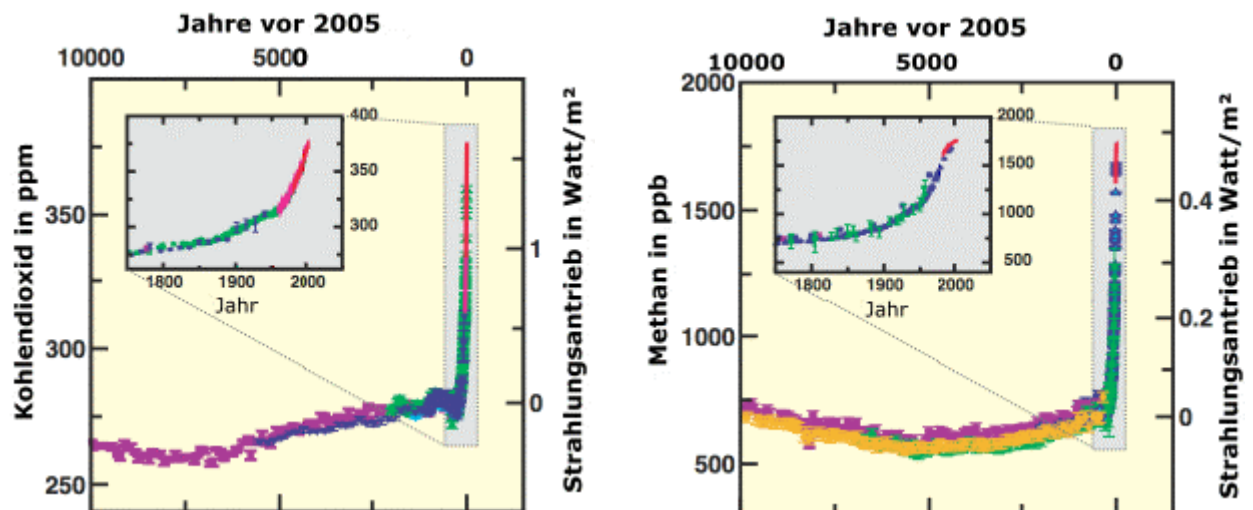 Jahre vor 2005
10000 5000 0
Kohlendioxid in ppm
350
300
250
400
350
300
1800 1900 2000
Jahr
1
0
Strahlungsantrieb in Watt/m²
Jahre vor 2005
10000 5000 0
Methan in ppb
2000
1500
1000
500
2000
1500
1000
500
1800 1900 2000
Jahr
0.4
0.2
0
Strahlungsantrieb in Watt/m²